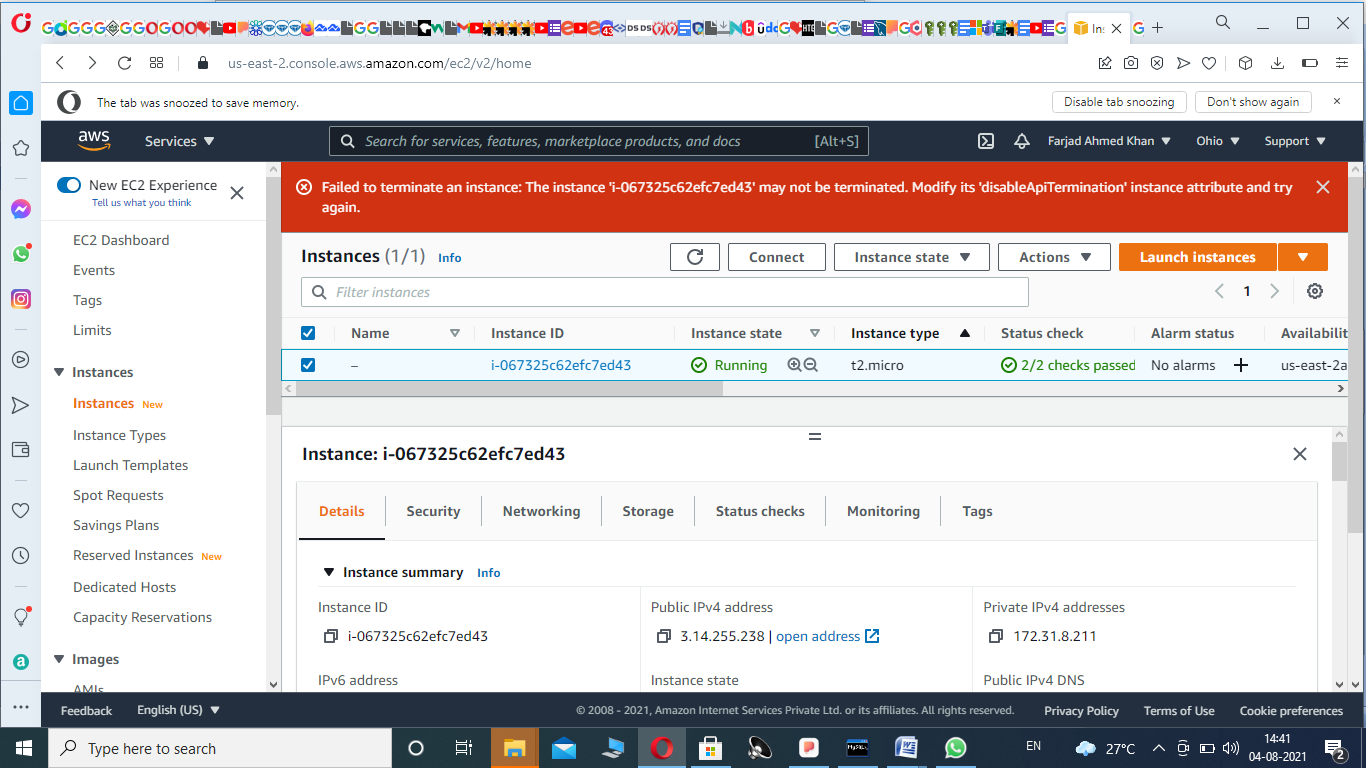 Ins
us-east-2.console.aws.amazon.com/ec2/v2/home
The tab was snoozed to save memory.
Disable tab snoozing
Don't show again
aws
Services
Search for services, features, marketplace products, and docs
[Alt+S]
Farjad Ahmed Khan
Ohio
Support
New EC2 Experience
Tell us what you think
EC2 Dashboard
Events
Tags
Limits
Instances
Instances New
Instance Types
Launch Templates
Spot Requests
Savings Plans
Reserved Instances New
Dedicated Hosts
Capacity Reservations
Images
AMIs
Failed to terminate an instance: The instance 'i-067325c62efc7ed43' may not be terminated. Modify its 'disableApiTermination' instance attribute and try
again.
Instances (1/1) Info
Connect
Instance state
Actions
Launch instances
Filter instances
1
Name
Instance ID
Instance state
Instance type
Status check
Alarm status
Availabilit
–
i-067325c62efc7ed43
Running
t2.micro
2/2 checks passed
No alarms
us-east-2a
Instance: i-067325c62efc7ed43
Details
Security
Networking
Storage
Status checks
Monitoring
Tags
Instance summary Info
Instance ID
i-067325c62efc7ed43
Public IPv4 address
3.14.255.238 | open address
Private IPv4 addresses
172.31.8.211
IPv6 address
Instance state
Public IPv4 DNS
Feedback
English (US)
© 2008 - 2021, Amazon Internet Services Private Ltd. or its affiliates. All rights reserved.
Privacy Policy
Terms of Use
Cookie preferences
Type here to search
EN
27°C
14:41
04-08-2021
2